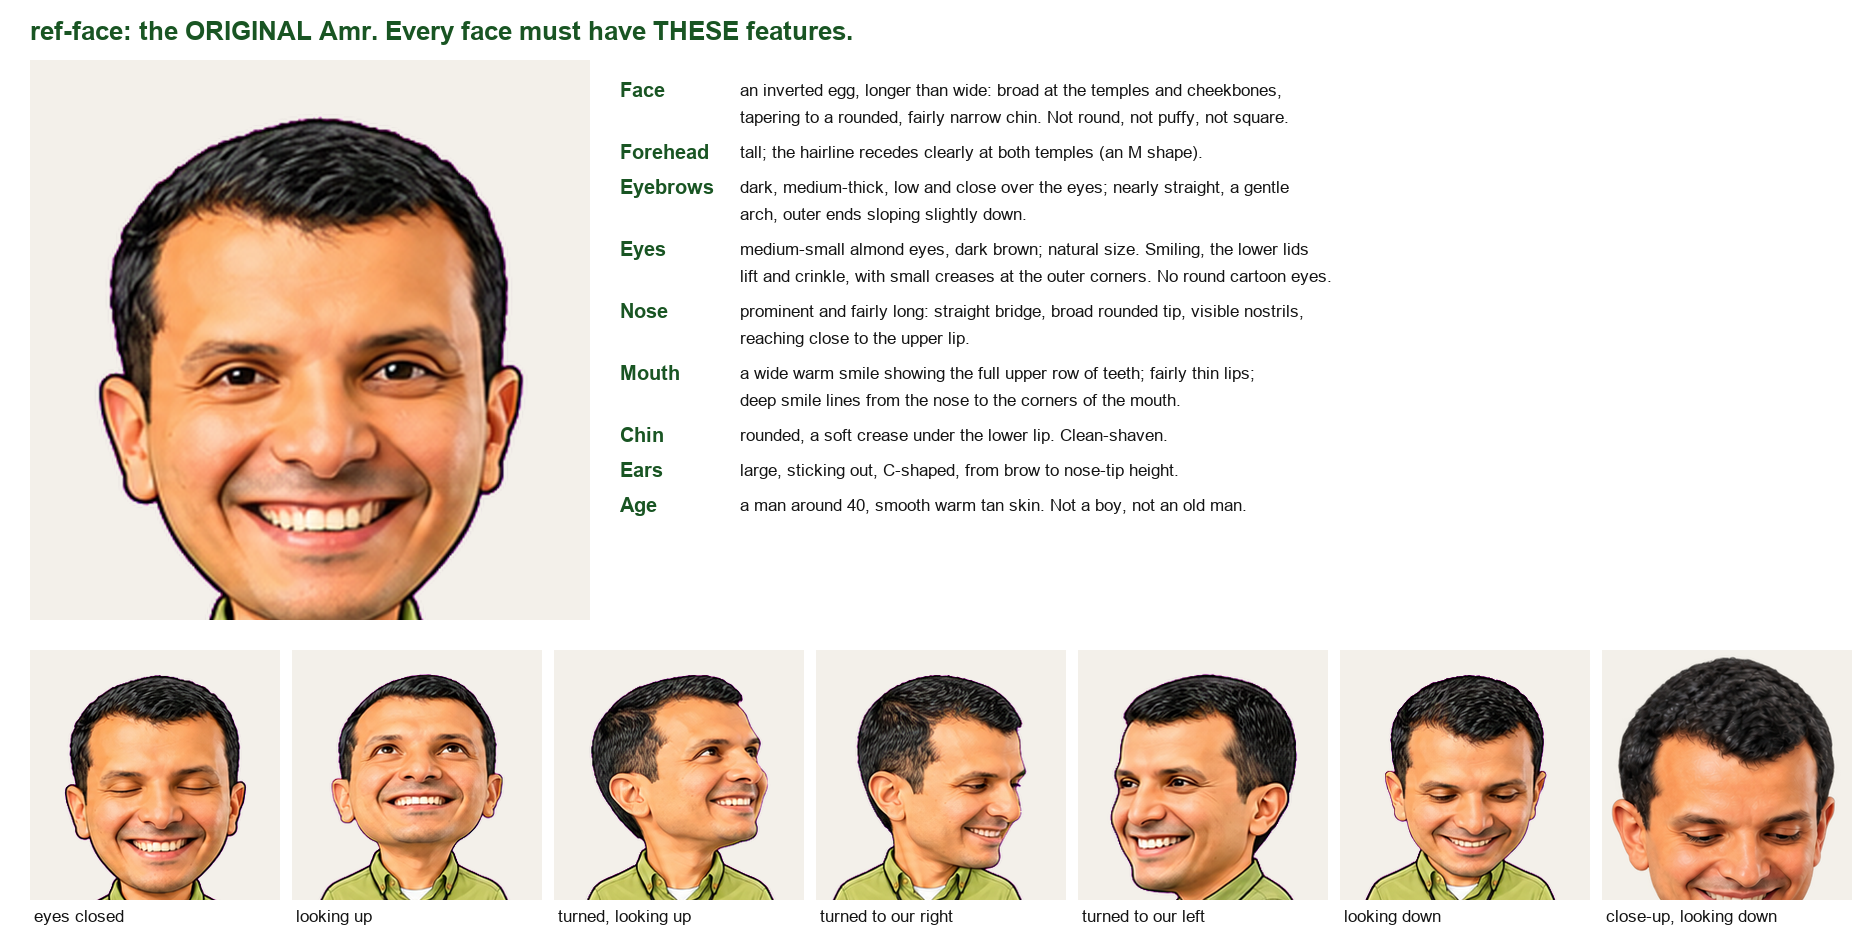 ref-face: the ORIGINAL Amr. Every face must have THESE features.
Face
an inverted egg, longer than wide: broad at the temples and cheekbones,
tapering to a rounded, fairly narrow chin. Not round, not puffy, not square.
Forehead
tall; the hairline recedes clearly at both temples (an M shape).
Eyebrows
dark, medium-thick, low and close over the eyes; nearly straight, a gentle
arch, outer ends sloping slightly down.
Eyes
medium-small almond eyes, dark brown; natural size. Smiling, the lower lids
lift and crinkle, with small creases at the outer corners. No round cartoon eyes.
Nose
prominent and fairly long: straight bridge, broad rounded tip, visible nostrils,
reaching close to the upper lip.
Mouth
a wide warm smile showing the full upper row of teeth; fairly thin lips;
deep smile lines from the nose to the corners of the mouth.
Chin
rounded, a soft crease under the lower lip. Clean-shaven.
Ears
large, sticking out, C-shaped, from brow to nose-tip height.
Age
a man around 40, smooth warm tan skin. Not a boy, not an old man.
eyes closed
looking up
turned, looking up
turned to our right
turned to our left
looking down
close-up, looking down